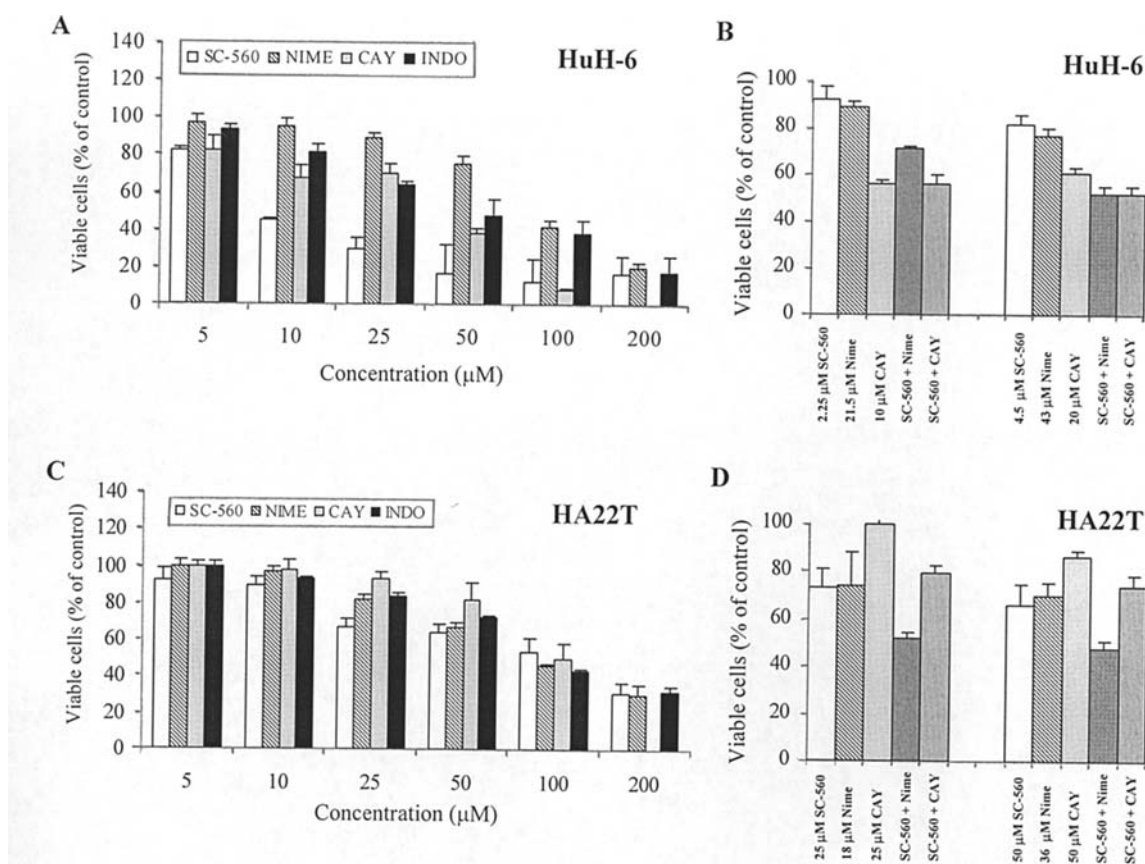 A
HuH-6
SC-560 NIME CAY INDO
Viable cells (% of control)
140
120
100
80
60
40
20
0
5 10 25 50 100 200
Concentration (µM)
B
HuH-6
Viable cells (% of control)
100
80
60
40
20
0
2.25 µM SC-560
21.5 µM Nime
10 µM CAY
SC-560 + Nime
SC-560 + CAY
4.5 µM SC-560
43 µM Nime
20 µM CAY
SC-560 + Nime
SC-560 + CAY
C
HA22T
SC-560 NIME CAY INDO
Viable cells (% of control)
140
120
100
80
60
40
20
0
5 10 25 50 100 200
Concentration (µM)
D
HA22T
Viable cells (% of control)
100
80
60
40
20
0
25 µM SC-560
18 µM Nime
25 µM CAY
SC-560 + Nime
SC-560 + CAY
50 µM SC-560
36 µM Nime
50 µM CAY
SC-560 + Nime
SC-560 + CAY